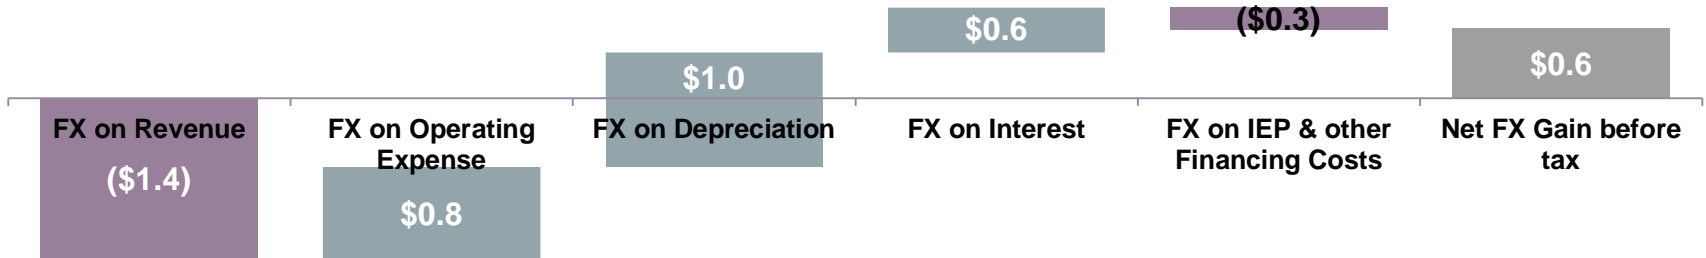 $0.6
($0.3)
$1.0
$0.6
FX on Revenue
($1.4)
FX on Operating
Expense
$0.8
FX on Depreciation
FX on Interest
FX on IEP & other
Financing Costs
Net FX Gain before
tax